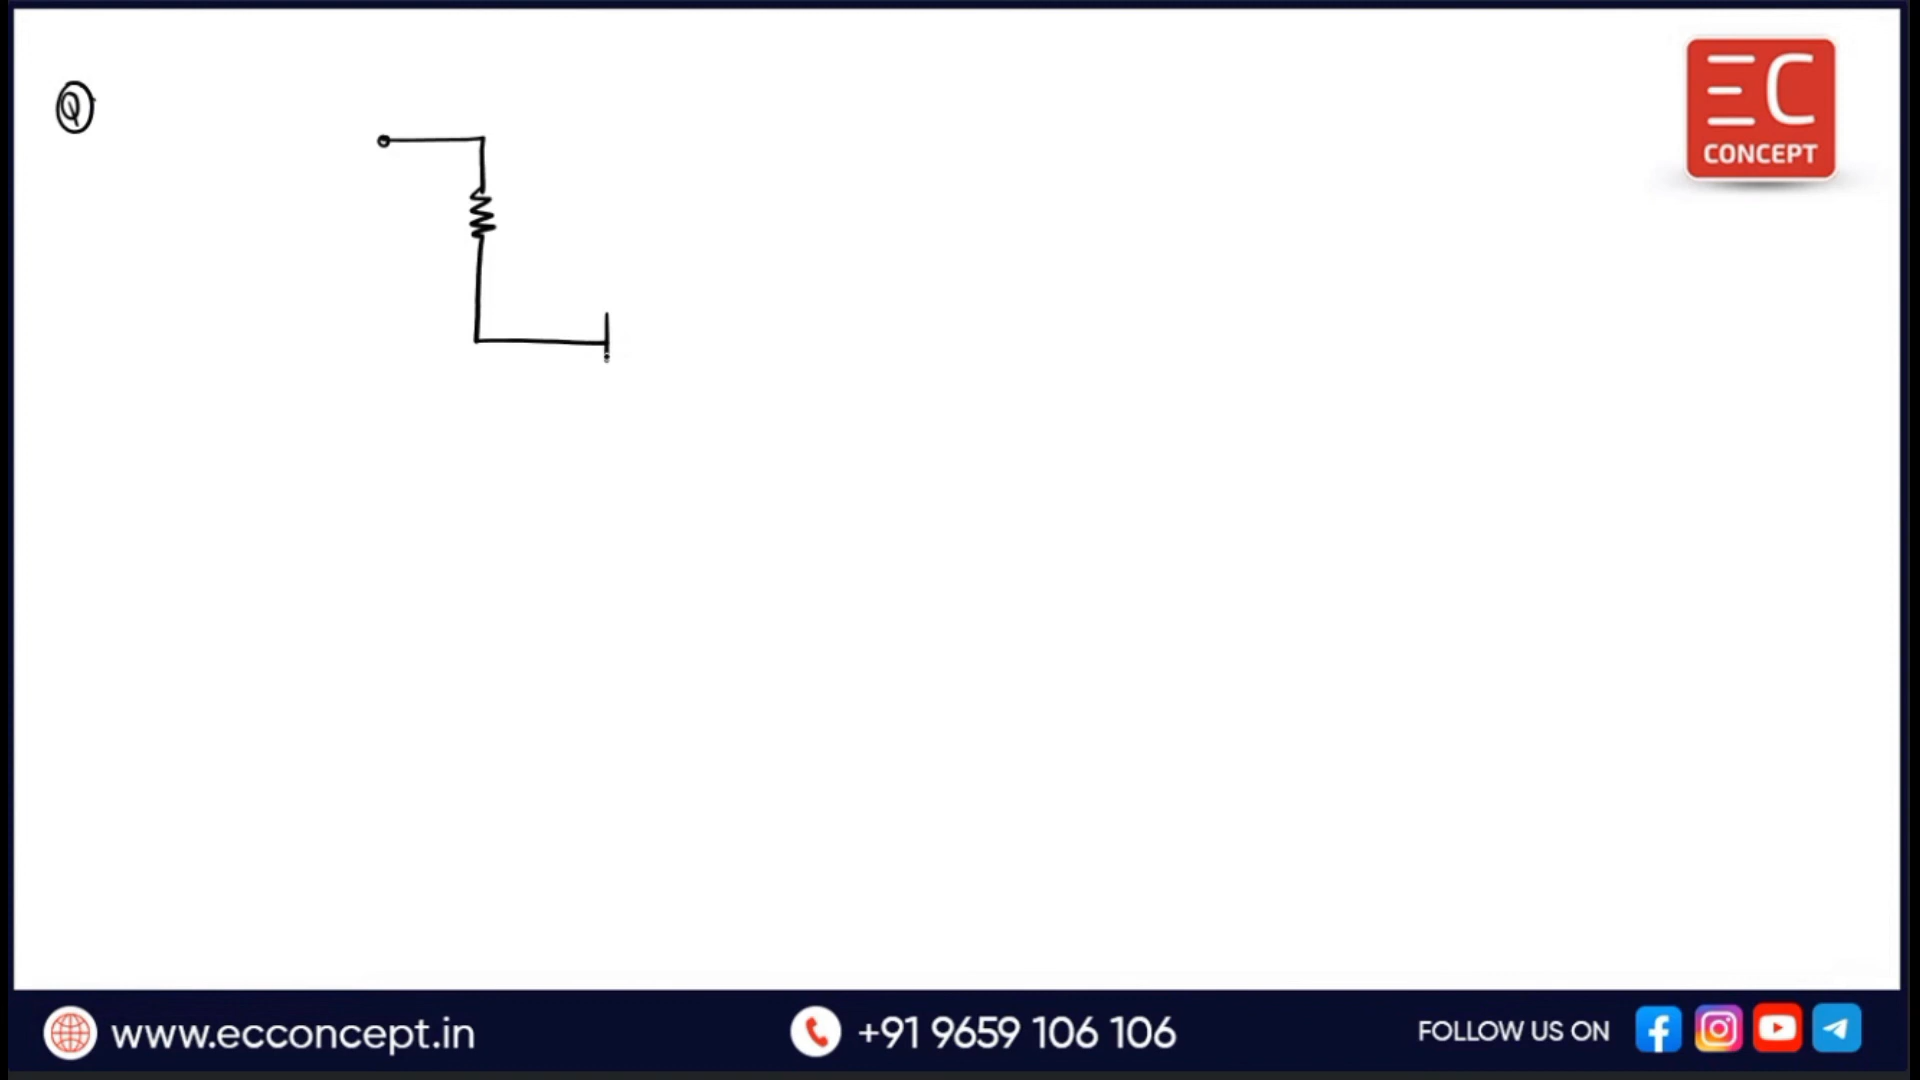 Q
EC
CONCEPT
www.ecconcept.in
+91 9659 106 106
FOLLOW US ON